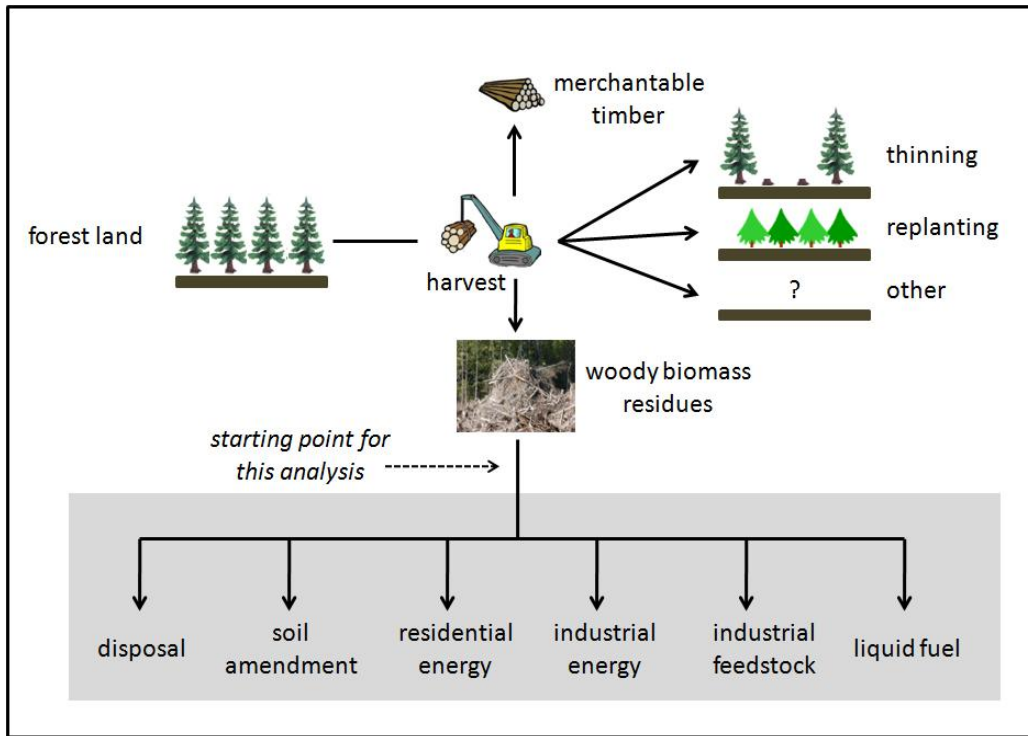 merchantable
timber
thinning
forest land
replanting
harvest
?
other
woody biomass
residues
starting point for
this analysis
disposal
soil
amendment
residential
energy
industrial
energy
industrial
feedstock
liquid fuel